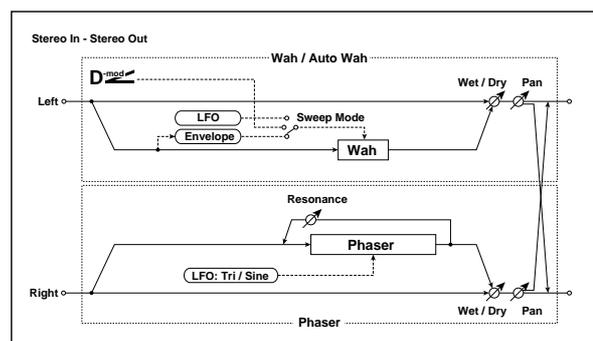 Stereo In - Stereo Out
Wah / Auto Wah
D-mod
Wet / Dry
Pan
Left
LFO
Sweep Mode
Envelope
Wah
Resonance
Phaser
LFO: Tri / Sine
Right
Wet / Dry
Pan
Phaser